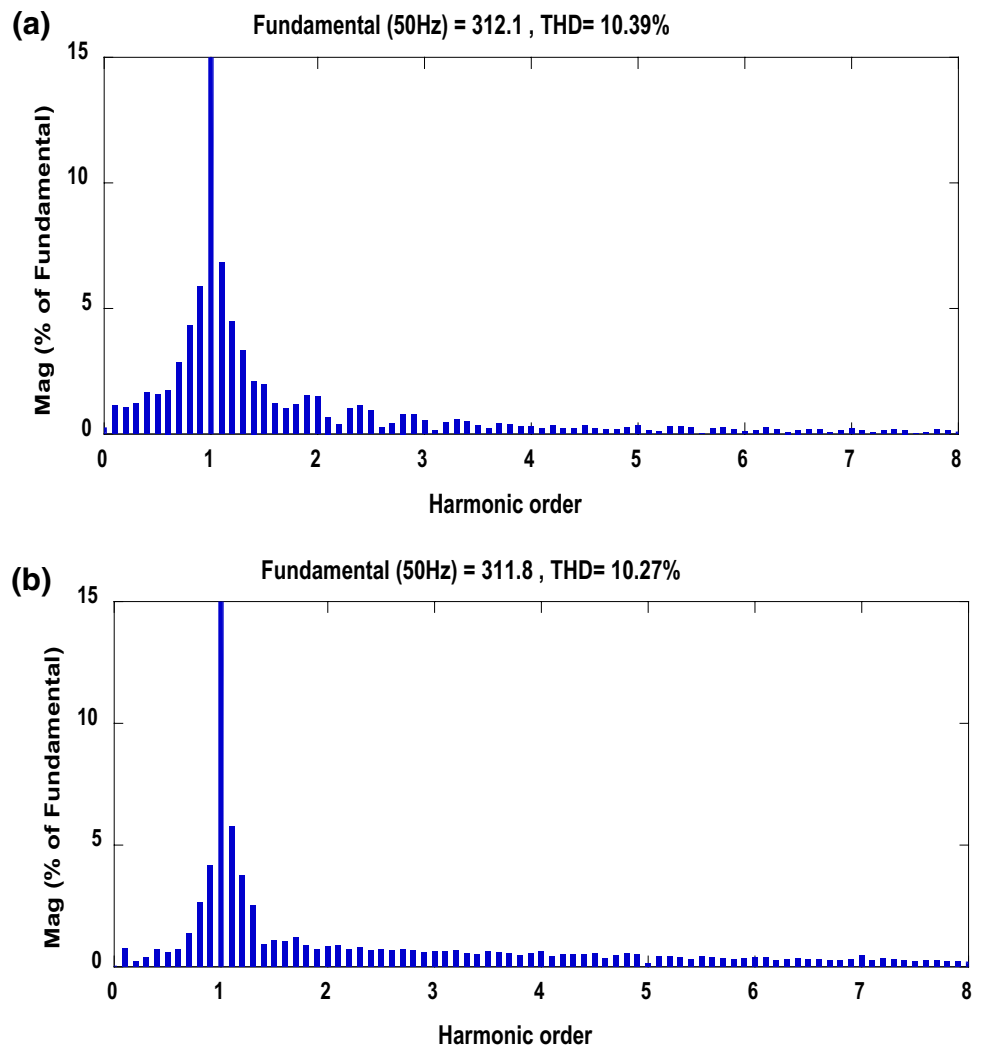 (a)
Fundamental (50Hz) = 312.1 , THD= 10.39%
15
10
5
0
Mag (% of Fundamental)
0 1 2 3 4 5 6 7 8
Harmonic order
(b)
Fundamental (50Hz) = 311.8 , THD= 10.27%
15
10
5
0
Mag (% of Fundamental)
0 1 2 3 4 5 6 7 8
Harmonic order